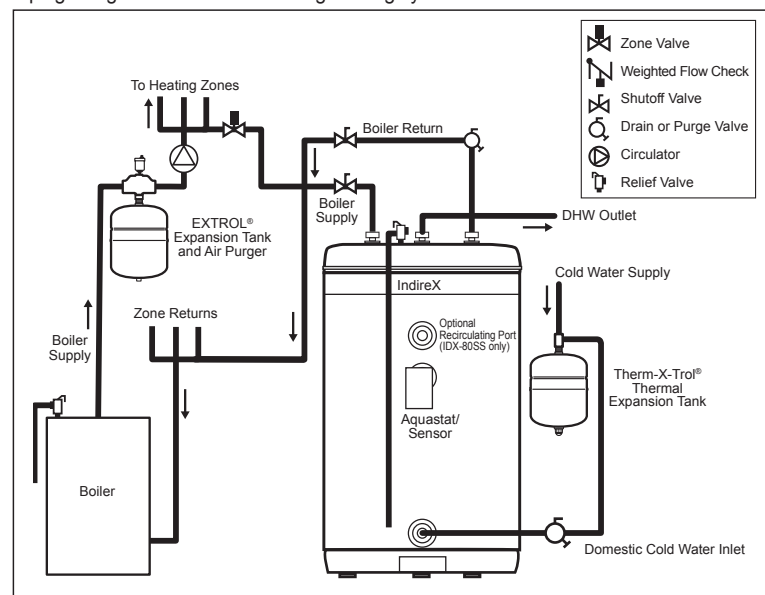 Zone Valve
Weighted Flow Check
Shutoff Valve
Drain or Purge Valve
Circulator
Relief Valve
To Heating Zones
Boiler Return
Boiler
Supply
DHW Outlet
EXTROL®
Expansion Tank
and Air Purger
Cold Water Supply
IndireX
Zone Returns
Optional
Recirculating Port
(IDX-80SS only)
Boiler
Supply
Therm-X-Trol®
Thermal
Expansion Tank
Aquastat/
Sensor
Boiler
Domestic Cold Water Inlet